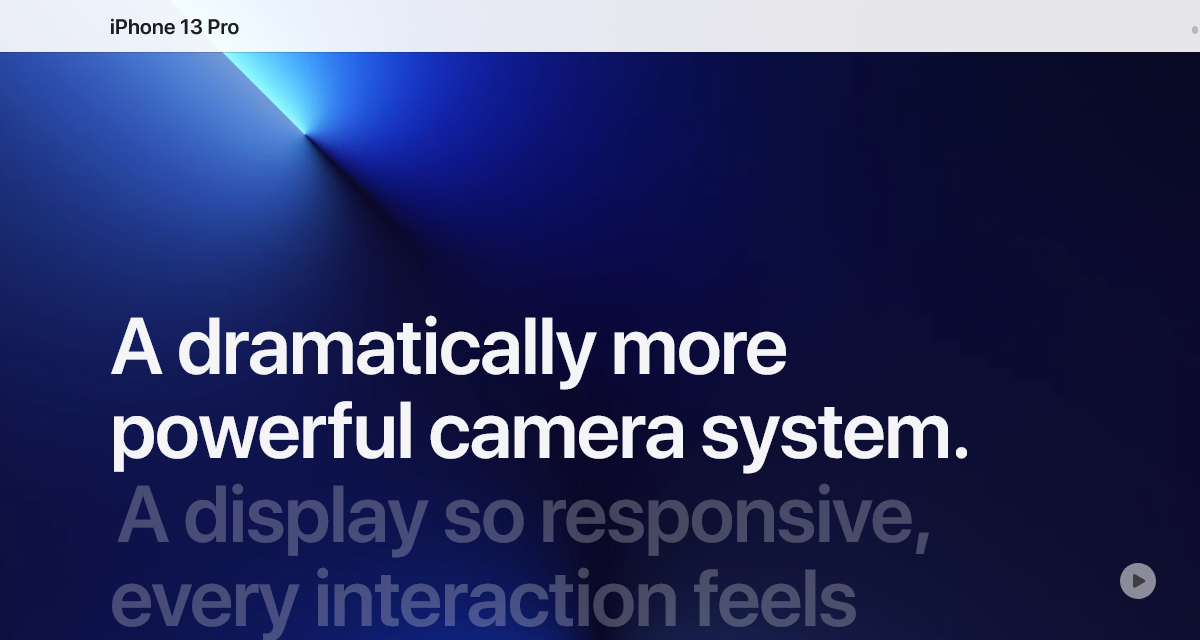 iPhone 13 Pro
A dramatically more
powerful camera system.
A display so responsive,
every interaction feels